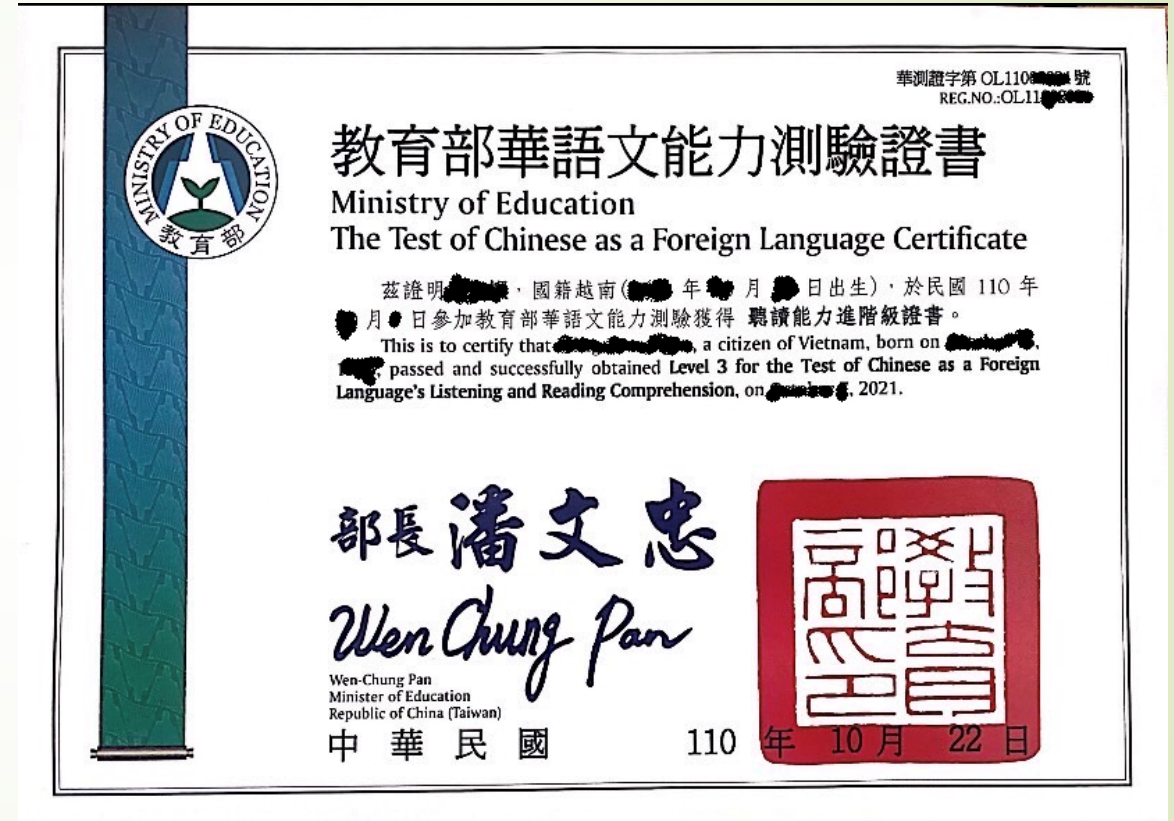 華測證字第 OL110 號
REG.NO.:OL11
MINISTRY OF EDUCATION
教育部
教育部華語文能力測驗證書
Ministry of Education
The Test of Chinese as a Foreign Language Certificate
茲證明 ，國籍越南( 年 月 日出生)，於民國 110 年
月 日參加教育部華語文能力測驗獲得 聽讀能力進階級證書。
This is to certify that , a citizen of Vietnam, born on ,
, passed and successfully obtained Level 3 for the Test of Chinese as a Foreign
Language's Listening and Reading Comprehension, on , 2021.
部長 潘文忠
Wen Chung Pan
Wen-Chung Pan
Minister of Education
Republic of China (Taiwan)
教育部印
中華民國 110 年 10 月 22 日